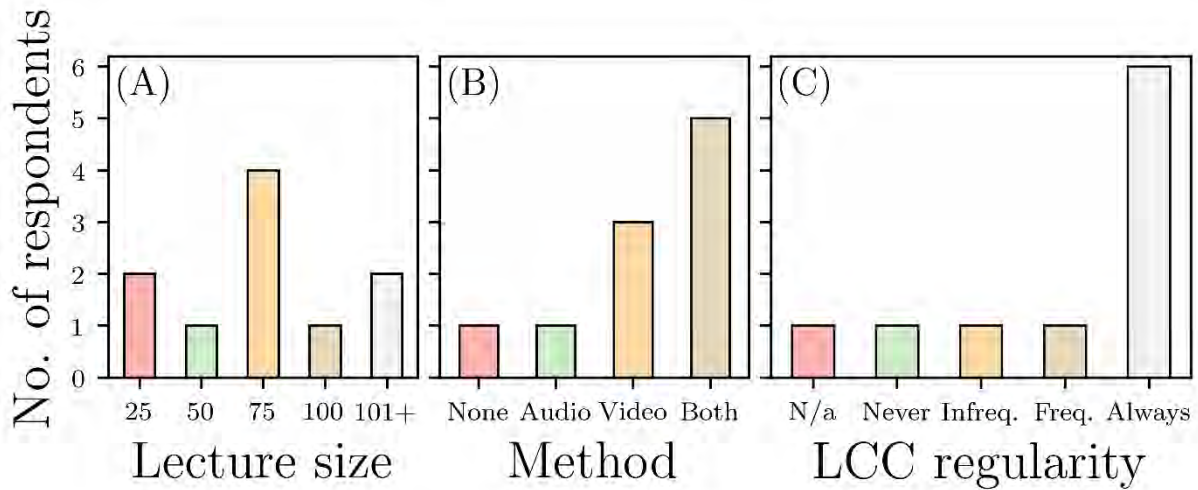 No. of respondents
6
5
4
3
2
1
0
(A)
25 50 75 100 101+
Lecture size
(B)
None Audio Video Both
Method
(C)
N/a Never Infreq. Freq. Always
LCC regularity